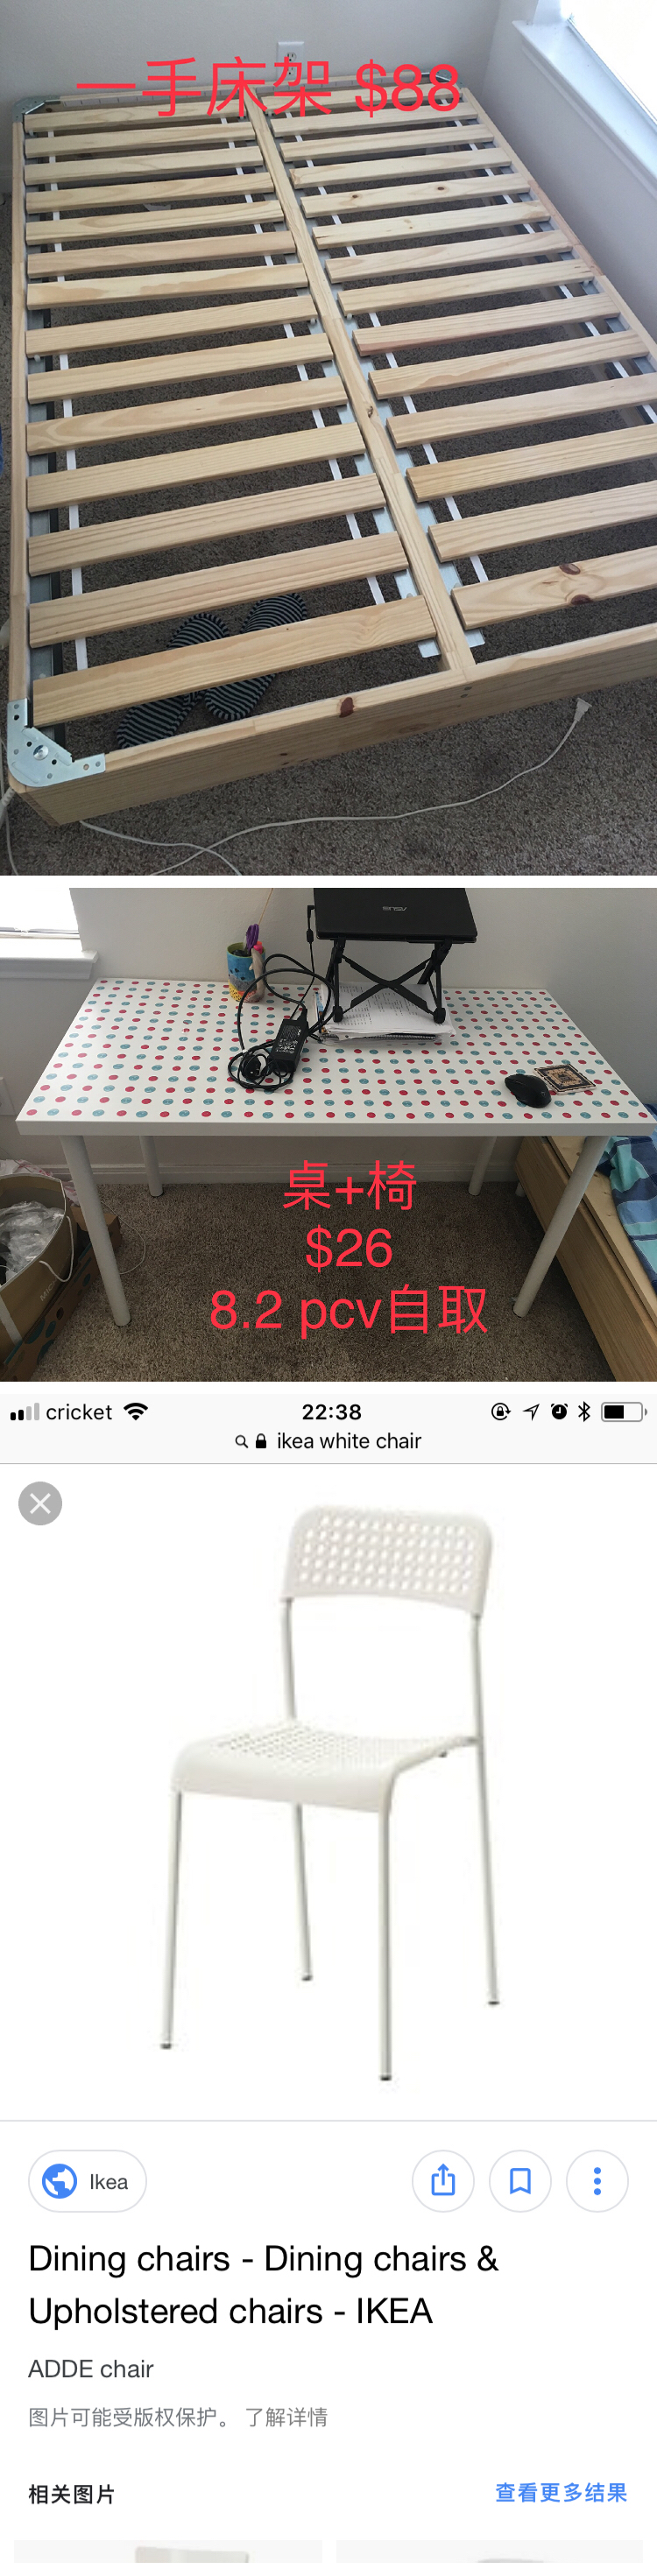 一手床架 $88
ASUS
桌+椅
$26
8.2 pcv自取
cricket
22:38
ikea white chair
Ikea
Dining chairs - Dining chairs &
Upholstered chairs - IKEA
ADDE chair
图片可能受版权保护。 了解详情
相关图片
查看更多结果